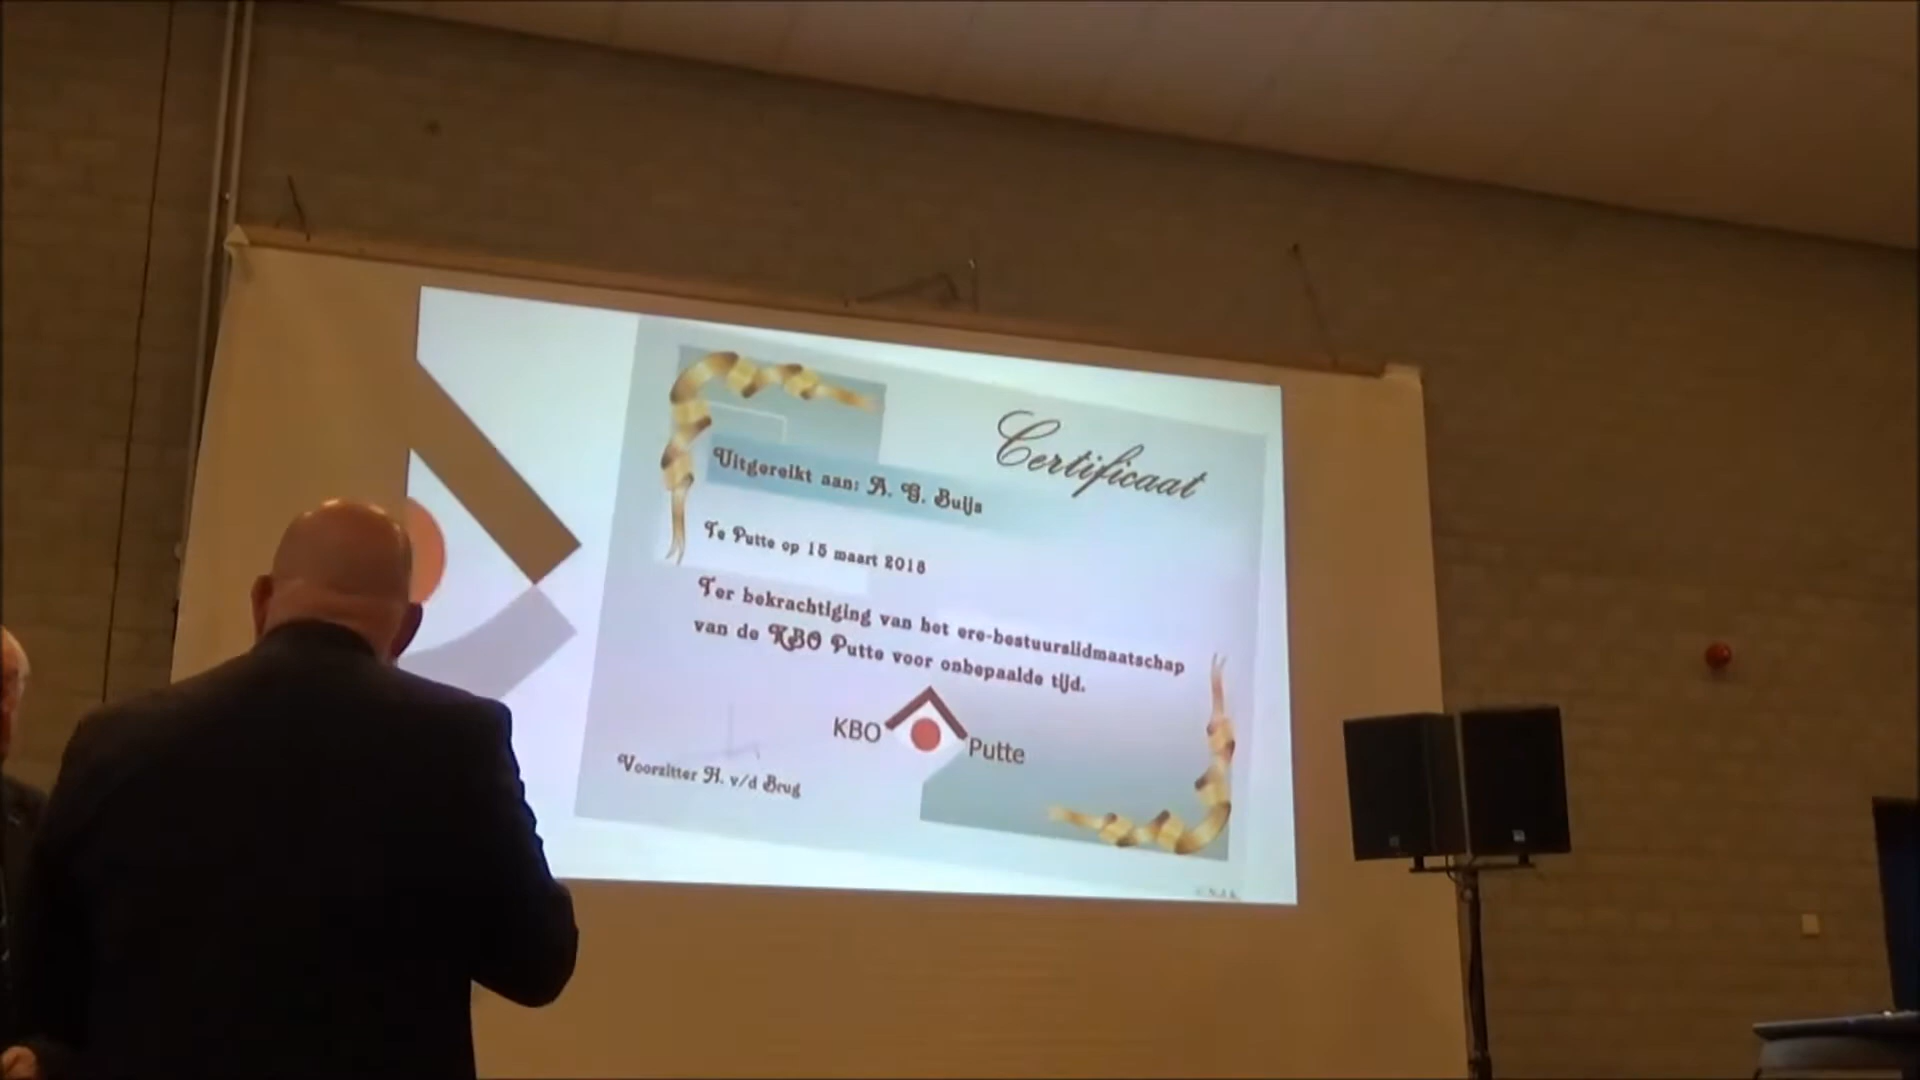 Certificaat
Uitgereikt aan: A. G. Buijs
Te Putte op 15 maart 2018
Ter bekrachtiging van het ere-bestuurslidmaatschap
van de KBO Putte voor onbepaalde tijd.
KBO Putte
Voorzitter H. v/d Brug